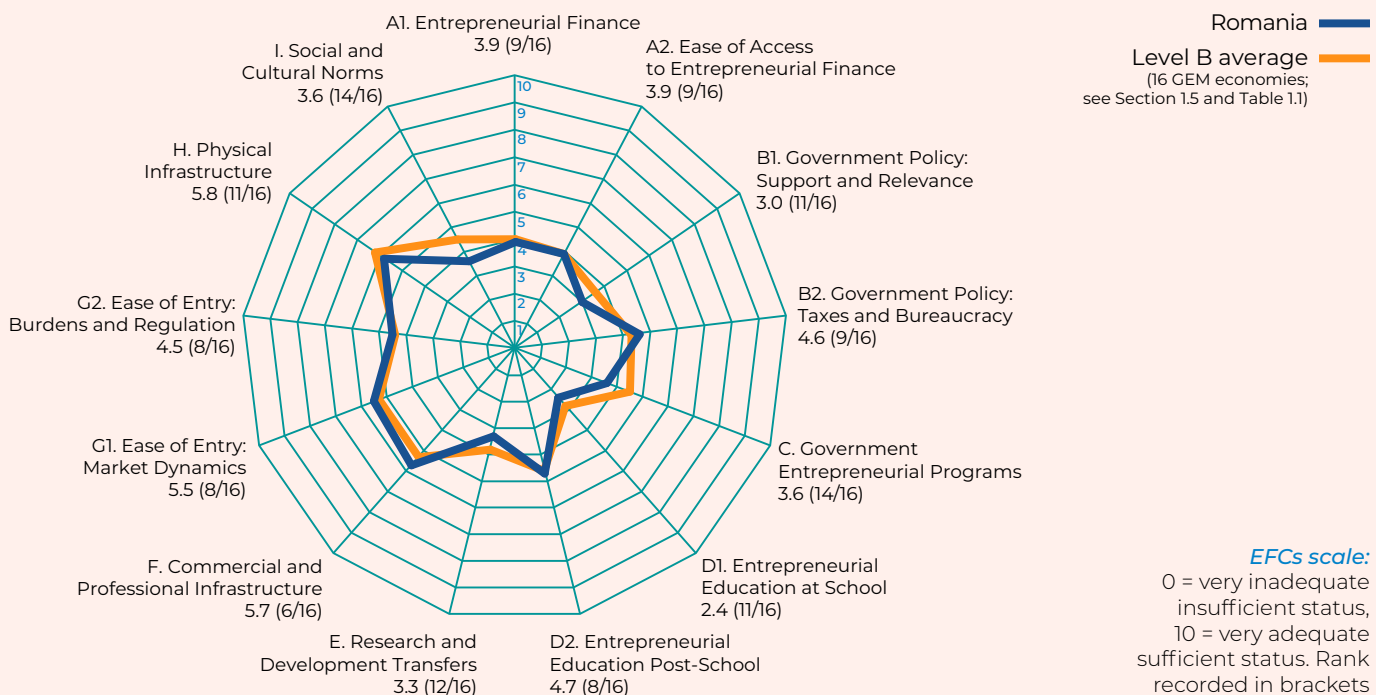 A1. Entrepreneurial Finance
3.9 (9/16)
A2. Ease of Access
to Entrepreneurial Finance
3.9 (9/16)
B1. Government Policy:
Support and Relevance
3.0 (11/16)
B2. Government Policy:
Taxes and Bureaucracy
4.6 (9/16)
C. Government
Entrepreneurial Programs
3.6 (14/16)
D1. Entrepreneurial
Education at School
2.4 (11/16)
D2. Entrepreneurial
Education Post-School
4.7 (8/16)
E. Research and
Development Transfers
3.3 (12/16)
F. Commercial and
Professional Infrastructure
5.7 (6/16)
G1. Ease of Entry:
Market Dynamics
5.5 (8/16)
G2. Ease of Entry:
Burdens and Regulation
4.5 (8/16)
H. Physical
Infrastructure
5.8 (11/16)
I. Social and
Cultural Norms
3.6 (14/16)
10
9
8
7
6
5
4
3
2
1
Romania
Level B average
(16 GEM economies;
see Section 1.5 and Table 1.1)
EFCs scale:
0 = very inadequate
insufficient status,
10 = very adequate
sufficient status. Rank
recorded in brackets